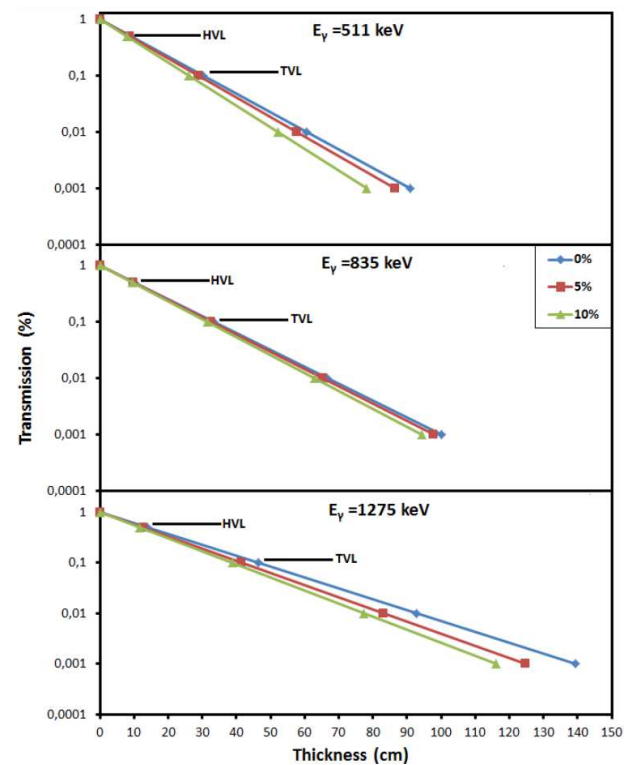 Eγ =511 keV
1
0,1
0,01
0,001
0,0001
HVL
TVL
Eγ =835 keV
1
0,1
0,01
0,001
0,0001
HVL
TVL
0%
5%
10%
Eγ =1275 keV
1
0,1
0,01
0,001
0,0001
HVL
TVL
Transmission (%)
0 10 20 30 40 50 60 70 80 90 100 110 120 130 140 150
Thickness (cm)